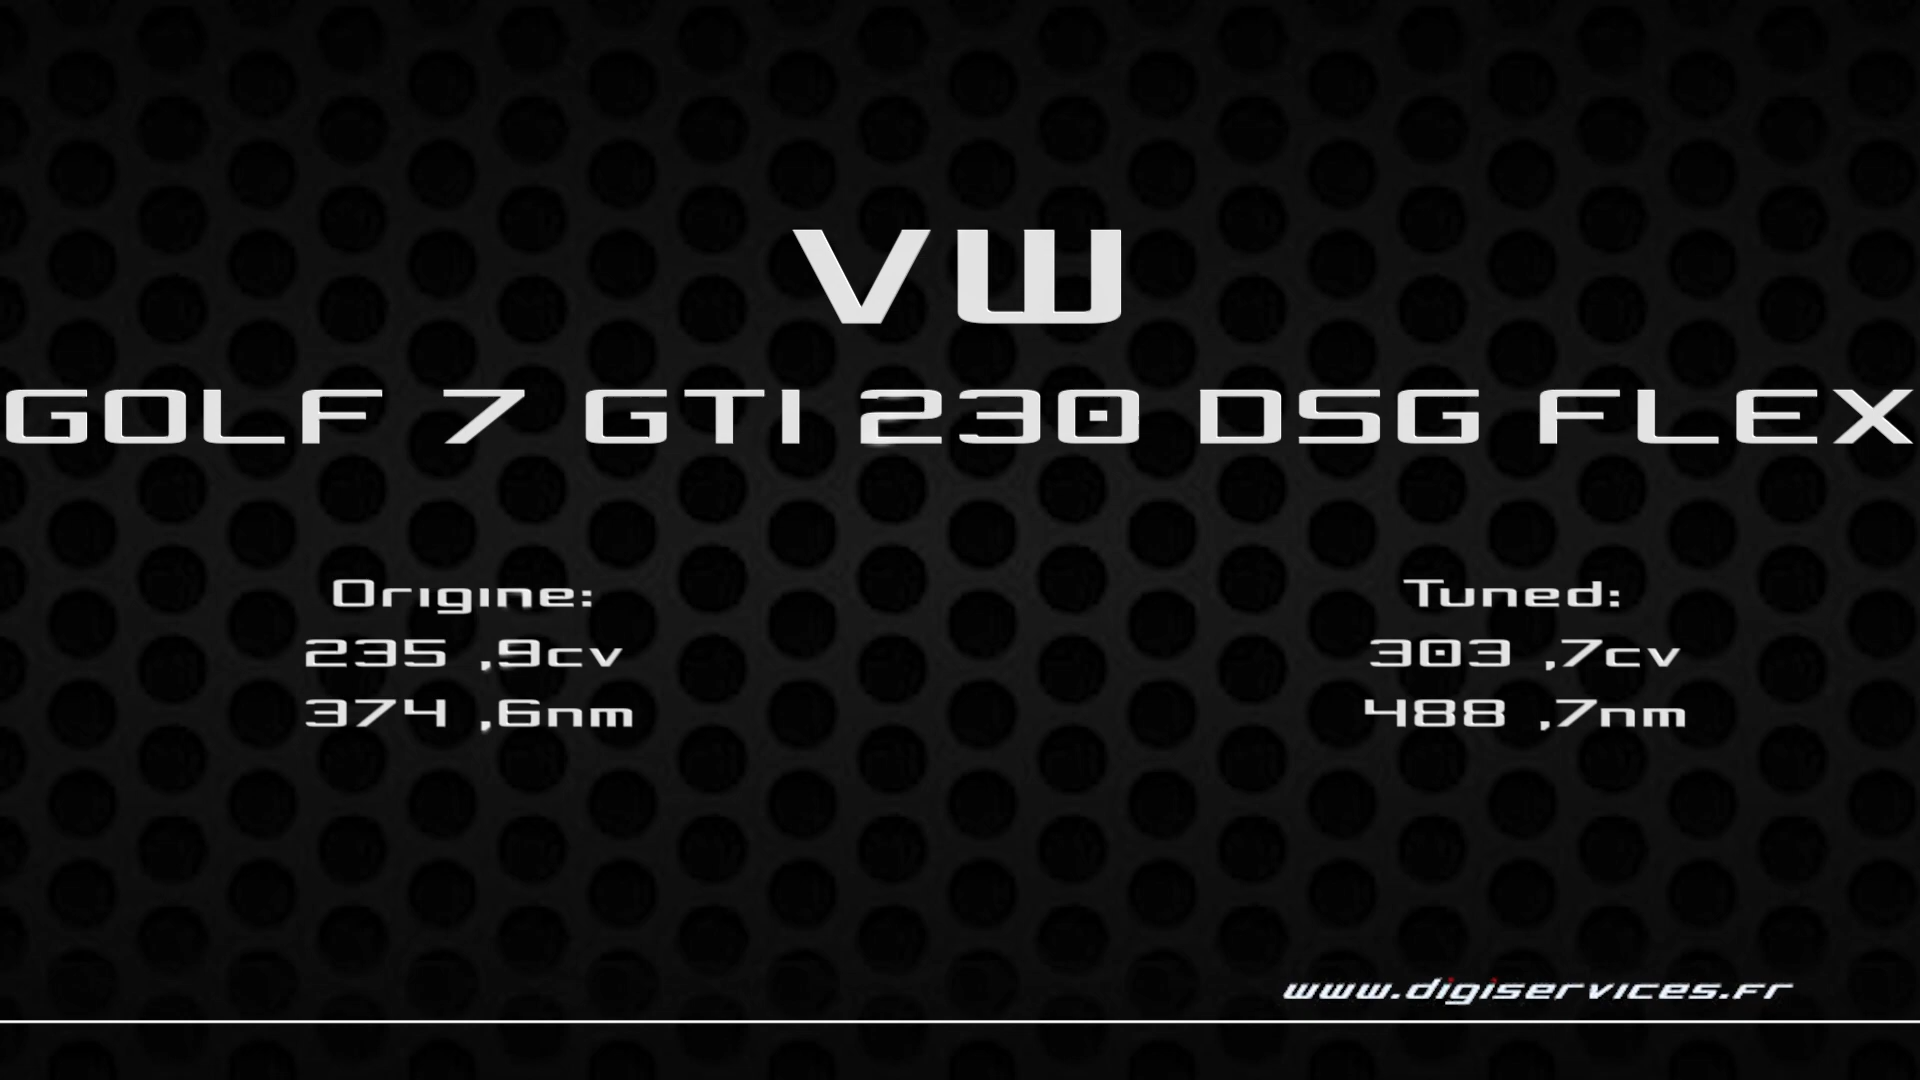 VW
GOLF 7 GTI 230 DSG FLEX
Origine:
235 ,9cv
374 ,6nm
Tuned:
303 ,7cv
488 ,7nm
www.digiservices.fr